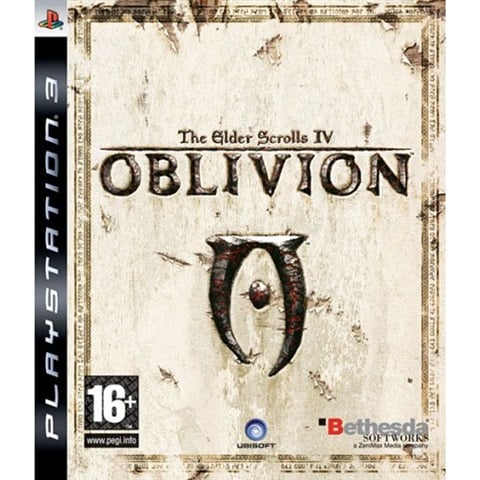 PLAYSTATION 3
The Elder Scrolls IV
OBLIVION
16+
www.pegi.info
UBISOFT
Bethesda
SOFTWORKS
a ZeniMax Media company